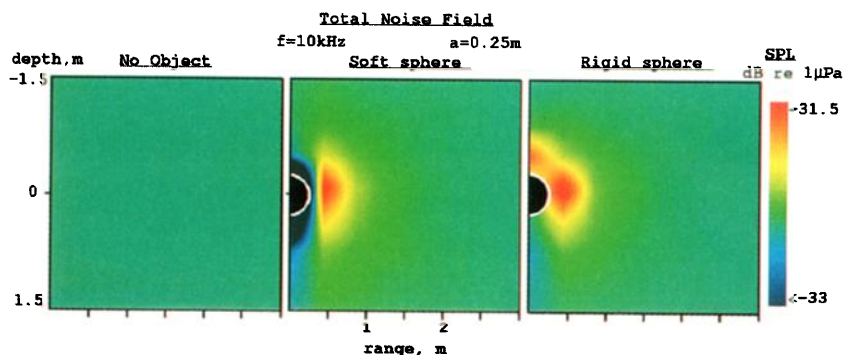 Total Noise Field
f=10kHz a=0.25m
depth,m No Object Soft sphere Rigid sphere SPL
dB re 1µPa
-1.5
-31.5
0
<-33
1.5
1 2
range, m